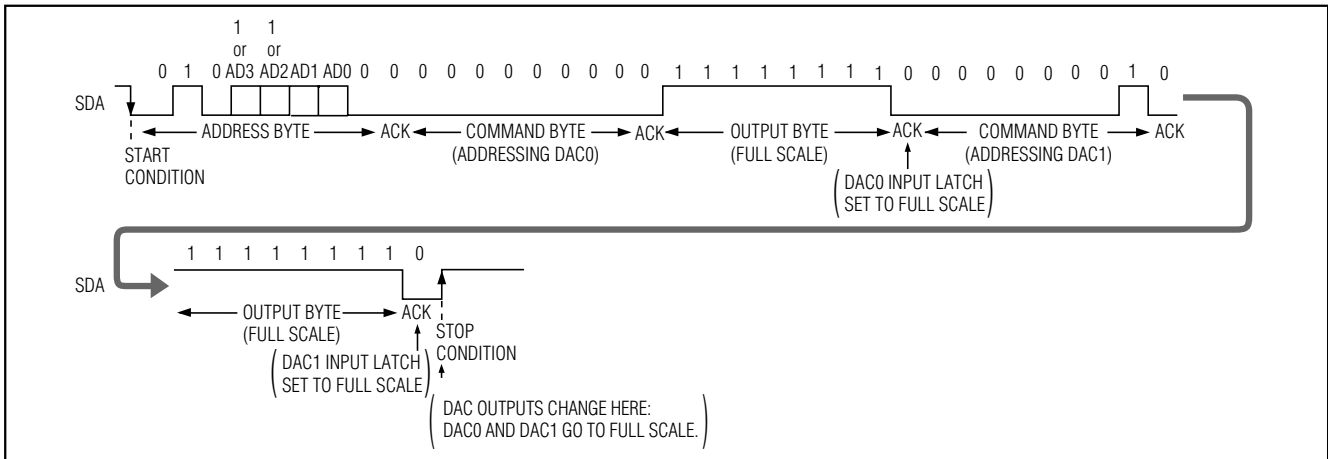 1 1
or or
0 1 0 AD3 AD2 AD1 AD0 0 0 0 0 0 0 0 0 0 0 0 1 1 1 1 1 1 1 1 0 0 0 0 0 0 0 0 1 0
SDA
ADDRESS BYTE ACK COMMAND BYTE ACK OUTPUT BYTE ACK COMMAND BYTE ACK
(ADDRESSING DAC0) (FULL SCALE) (ADDRESSING DAC1)
START
CONDITION
(DAC0 INPUT LATCH
SET TO FULL SCALE)
1 1 1 1 1 1 1 1 0
SDA
OUTPUT BYTE ACK
(FULL SCALE)
STOP
CONDITION
(DAC1 INPUT LATCH
SET TO FULL SCALE)
(DAC OUTPUTS CHANGE HERE:
DAC0 AND DAC1 GO TO FULL SCALE.)